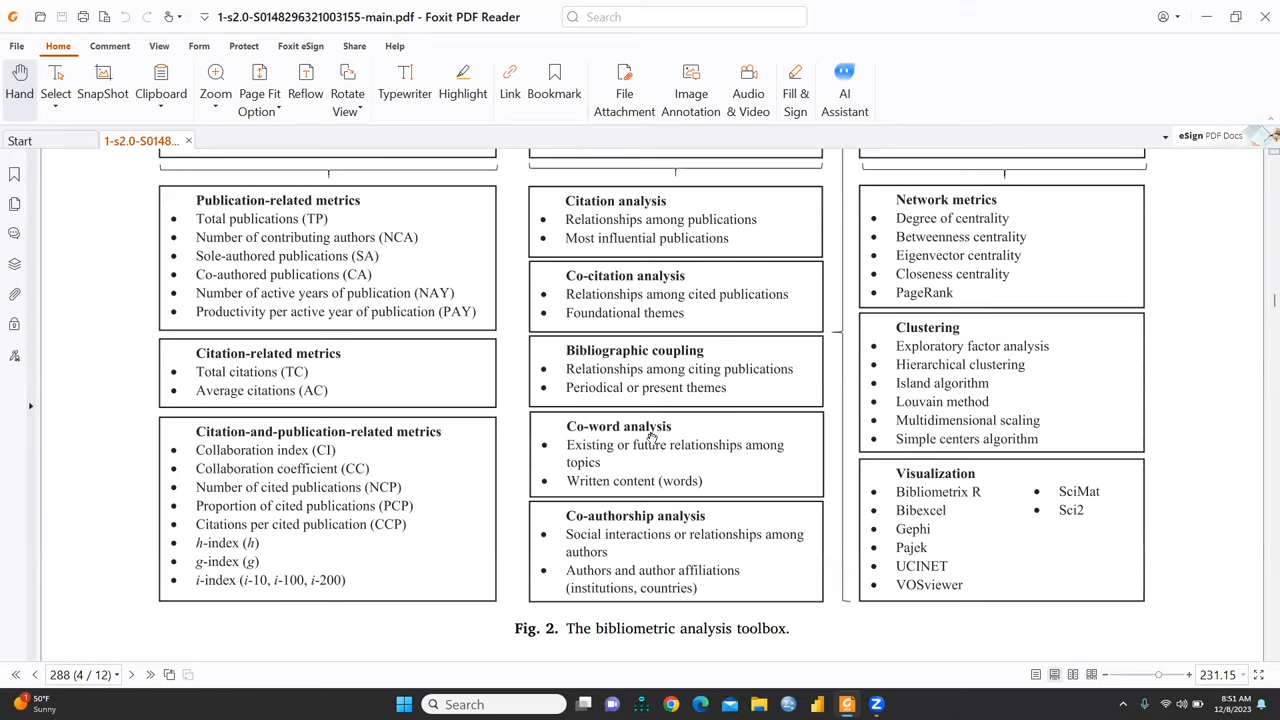 1-s2.0-S0148296321003155-main.pdf - Foxit PDF Reader
Search
File Home Comment View Form Protect Foxit eSign Share Help
Hand Select SnapShot Clipboard Zoom Page Fit Option Reflow Rotate View Typewriter Highlight Link Bookmark File Attachment Image Annotation Audio & Video Fill & Sign AI Assistant
Start 1-s2.0-S0148...
eSign PDF Docs
Publication-related metrics
• Total publications (TP)
• Number of contributing authors (NCA)
• Sole-authored publications (SA)
• Co-authored publications (CA)
• Number of active years of publication (NAY)
• Productivity per active year of publication (PAY)
Citation-related metrics
• Total citations (TC)
• Average citations (AC)
Citation-and-publication-related metrics
• Collaboration index (CI)
• Collaboration coefficient (CC)
• Number of cited publications (NCP)
• Proportion of cited publications (PCP)
• Citations per cited publication (CCP)
• h-index (h)
• g-index (g)
• i-index (i-10, i-100, i-200)
Citation analysis
• Relationships among publications
• Most influential publications
Co-citation analysis
• Relationships among cited publications
• Foundational themes
Bibliographic coupling
• Relationships among citing publications
• Periodical or present themes
Co-word analysis
• Existing or future relationships among
topics
• Written content (words)
Co-authorship analysis
• Social interactions or relationships among
authors
• Authors and author affiliations
(institutions, countries)
Network metrics
• Degree of centrality
• Betweenness centrality
• Eigenvector centrality
• Closeness centrality
• PageRank
Clustering
• Exploratory factor analysis
• Hierarchical clustering
• Island algorithm
• Louvain method
• Multidimensional scaling
• Simple centers algorithm
Visualization
• Bibliometrix R
• Bibexcel
• Gephi
• Pajek
• UCINET
• VOSviewer
• SciMat
• Sci2
Fig. 2. The bibliometric analysis toolbox.
288 (4 / 12)
231.15
50°F
Sunny
Search
8:51 AM
12/8/2023